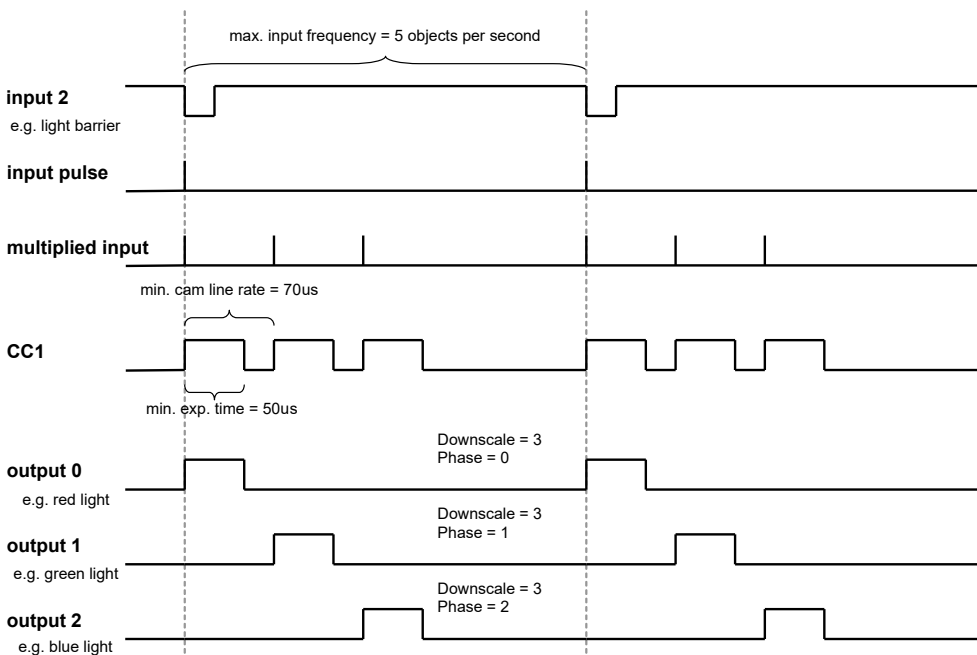 max. input frequency = 5 objects per second
input 2
e.g. light barrier
input pulse
multiplied input
min. cam line rate = 70us
CC1
min. exp. time = 50us
Downscale = 3
Phase = 0
output 0
e.g. red light
Downscale = 3
Phase = 1
output 1
e.g. green light
Downscale = 3
Phase = 2
output 2
e.g. blue light